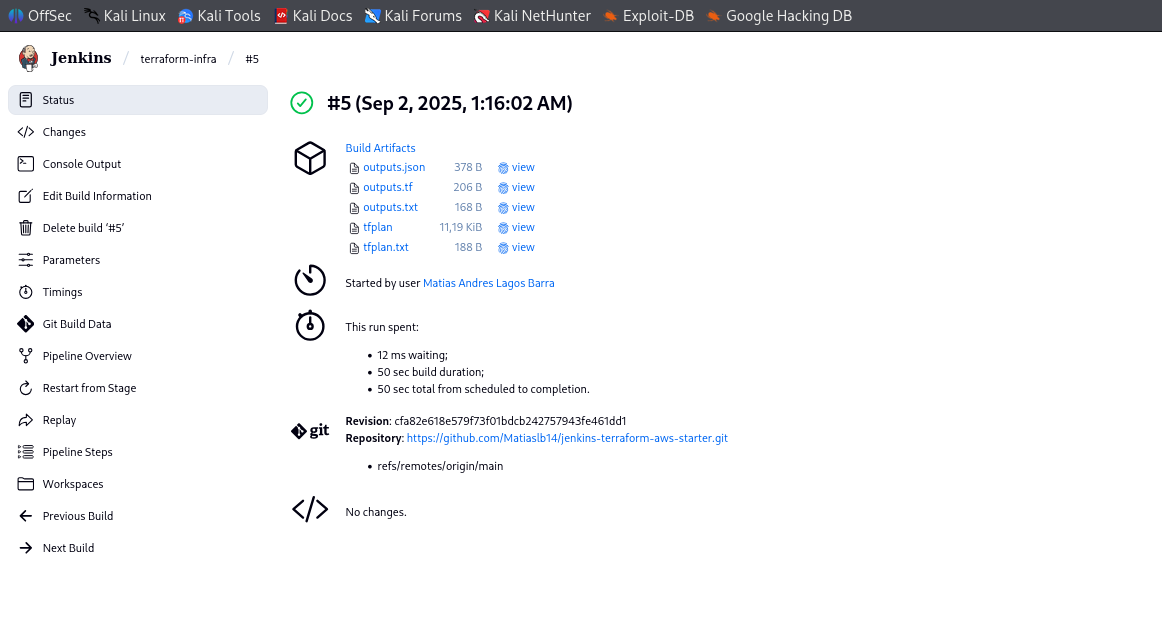 OffSec Kali Linux Kali Tools Kali Docs Kali Forums Kali NetHunter Exploit-DB Google Hacking DB
Jenkins / terraform-infra / #5
Status
Changes
Console Output
Edit Build Information
Delete build ‘#5’
Parameters
Timings
Git Build Data
Pipeline Overview
Restart from Stage
Replay
Pipeline Steps
Workspaces
Previous Build
Next Build
#5 (Sep 2, 2025, 1:16:02 AM)
Build Artifacts
outputs.json 378 B view
outputs.tf 206 B view
outputs.txt 168 B view
tfplan 11,19 KiB view
tfplan.txt 188 B view
Started by user Matias Andres Lagos Barra
This run spent:
• 12 ms waiting;
• 50 sec build duration;
• 50 sec total from scheduled to completion.
git
Revision: cfa82e618e579f73f01bdcb242757943fe461dd1
Repository: https://github.com/Matiaslb14/jenkins-terraform-aws-starter.git
• refs/remotes/origin/main
No changes.